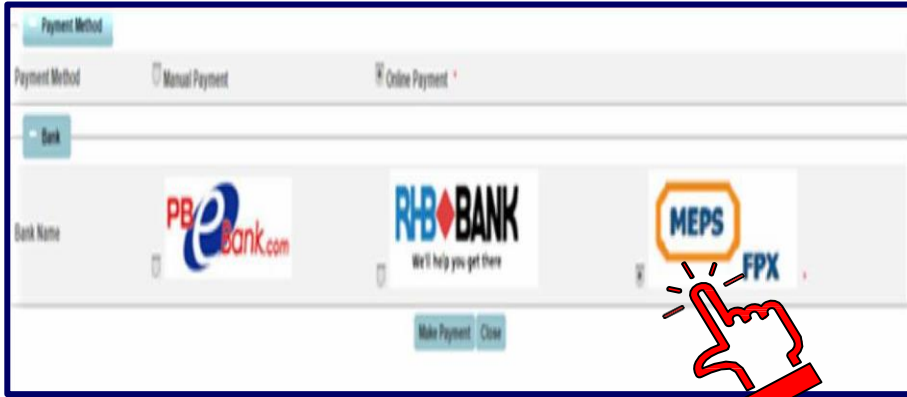 Payment Method
Payment Method Manual Payment Online Payment *
Bank
Bank Name PBeBank.com RHB BANK MEPS
We'll help you get there FPX *
Make Payment Close